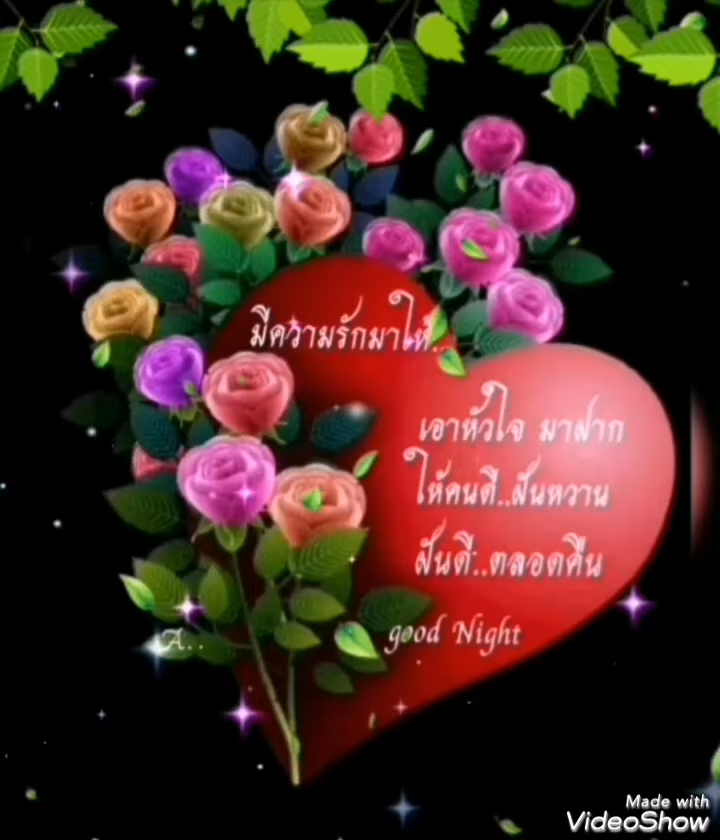 มีความรักมาให้..
เอาหัวใจ มาฝาก
ให้คนดี..ฝันหวาน
ฝันดี..ตลอดคืน
good Night
A..
Made with
VideoShow